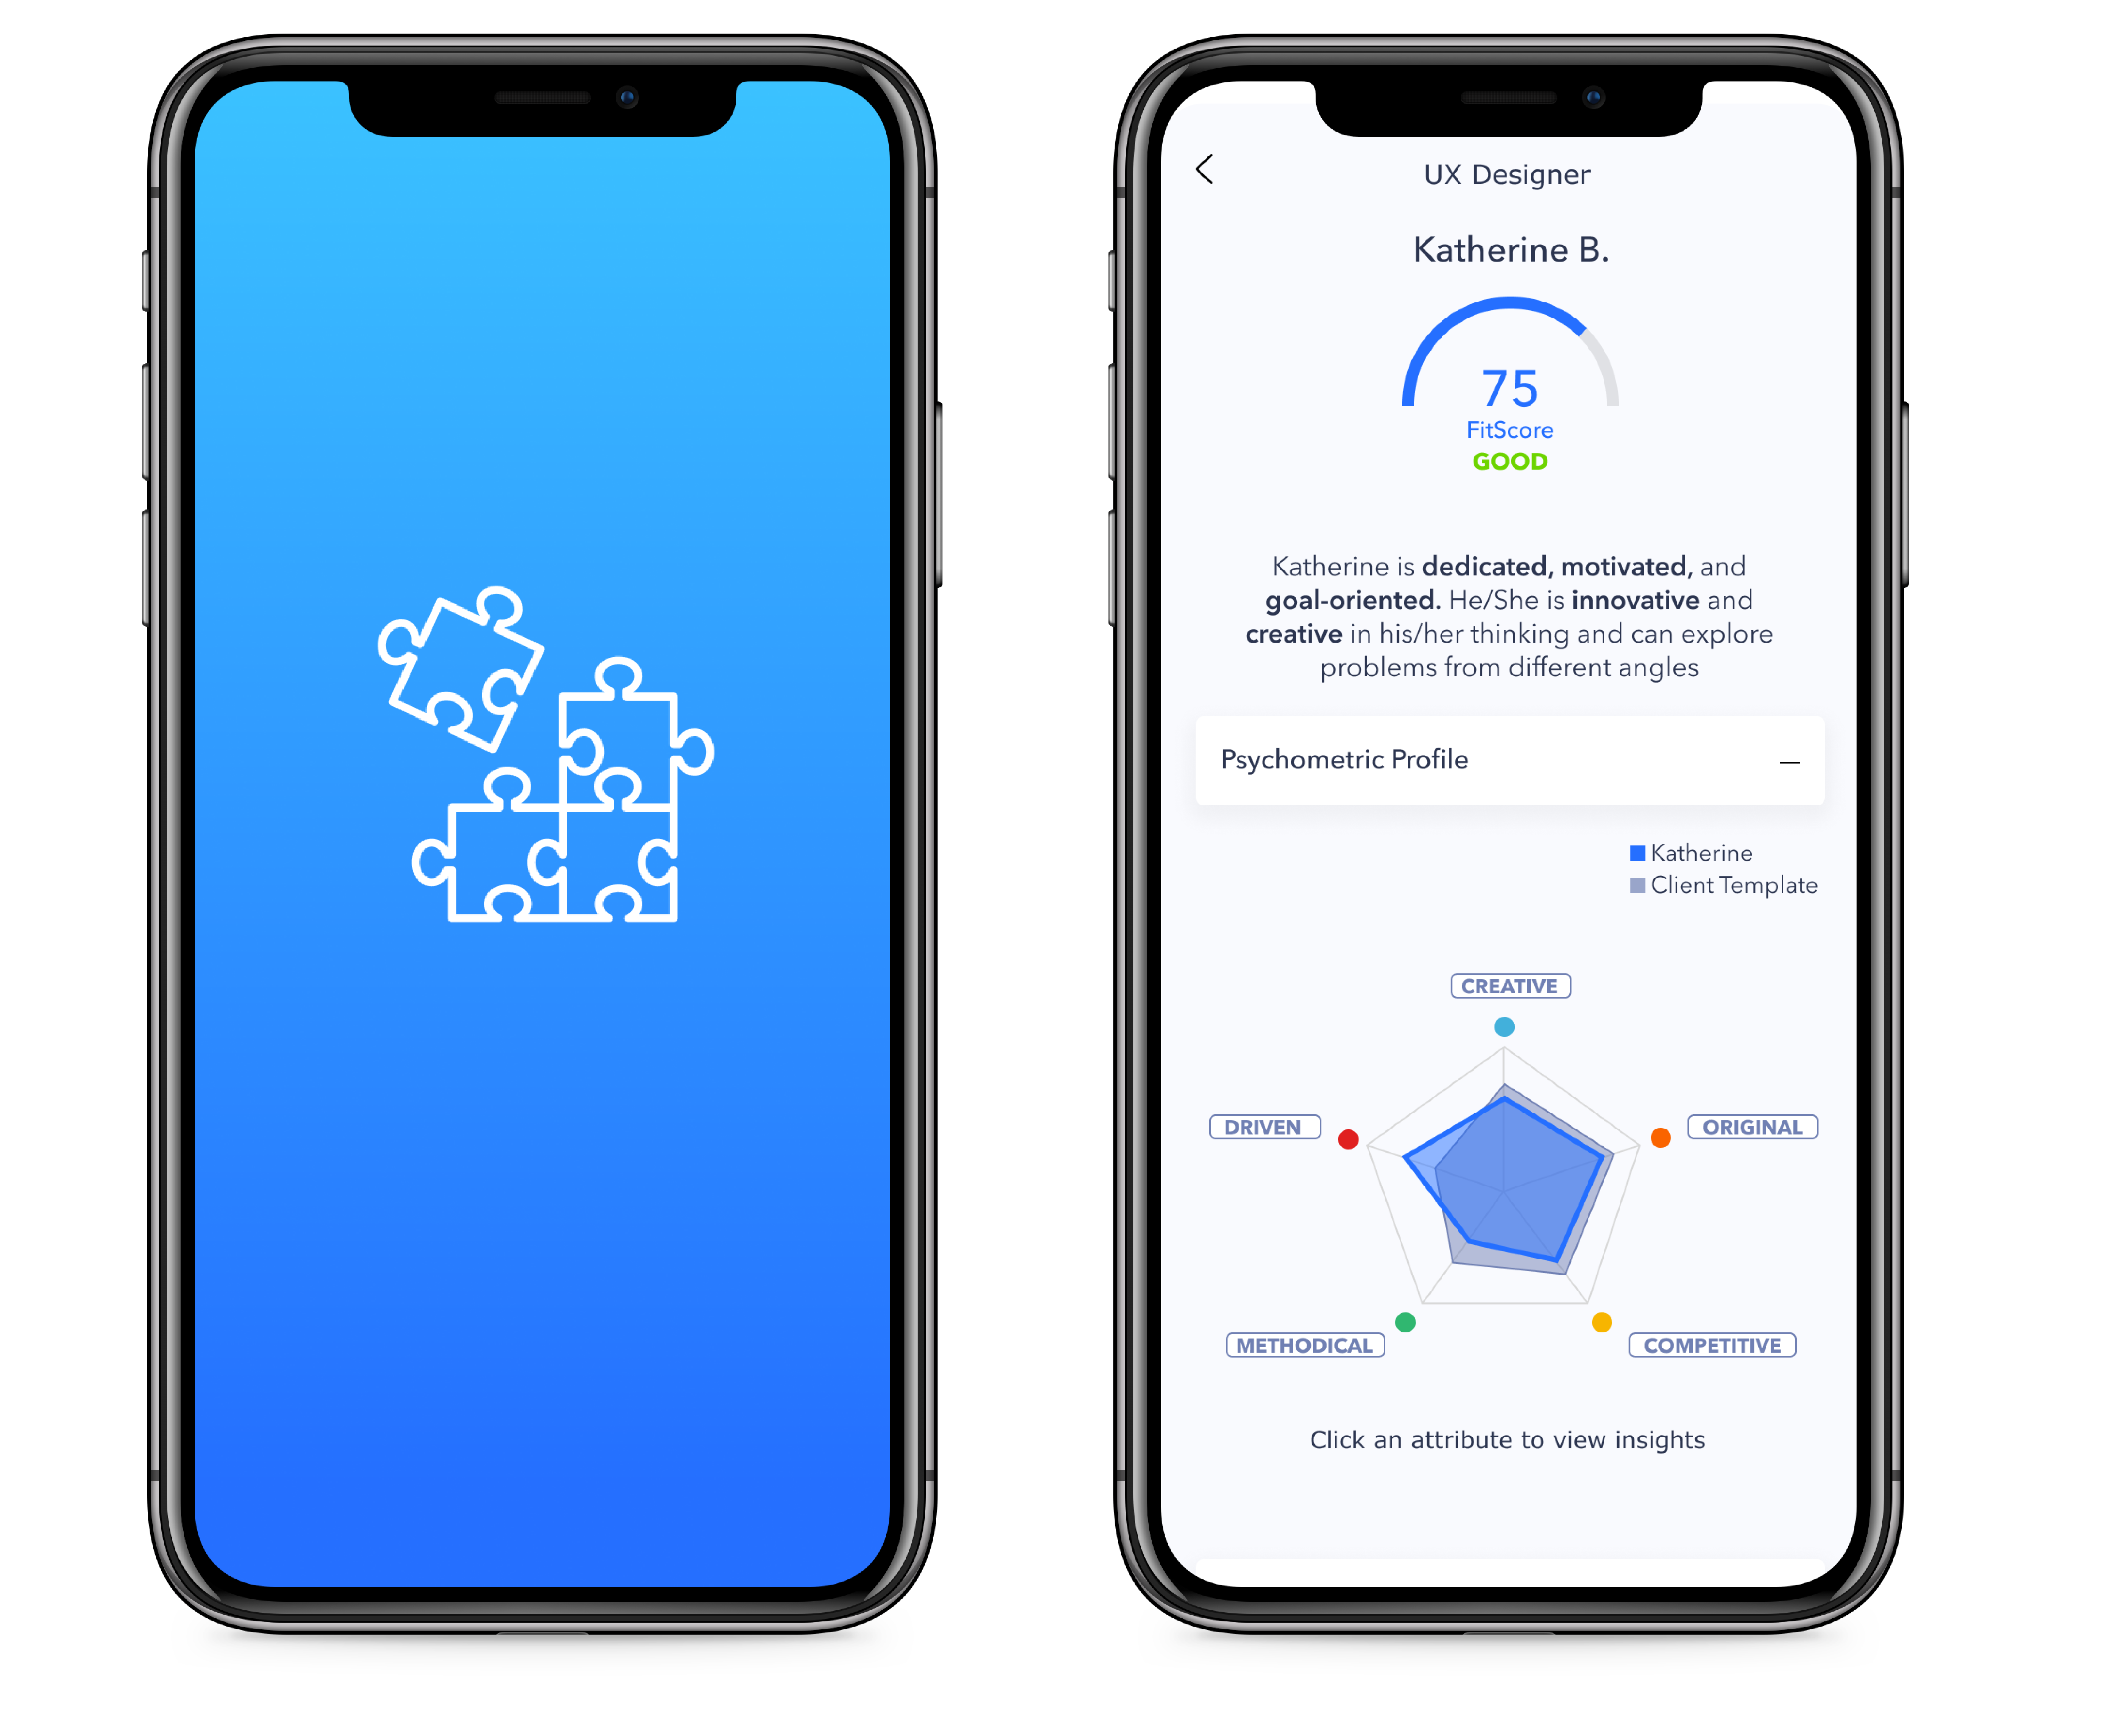 UX Designer
Katherine B.
75
FitScore
GOOD
Katherine is dedicated, motivated, and
goal-oriented. He/She is innovative and
creative in his/her thinking and can explore
problems from different angles
Psychometric Profile
Katherine
Client Template
CREATIVE
DRIVEN
ORIGINAL
METHODICAL
COMPETITIVE
Click an attribute to view insights